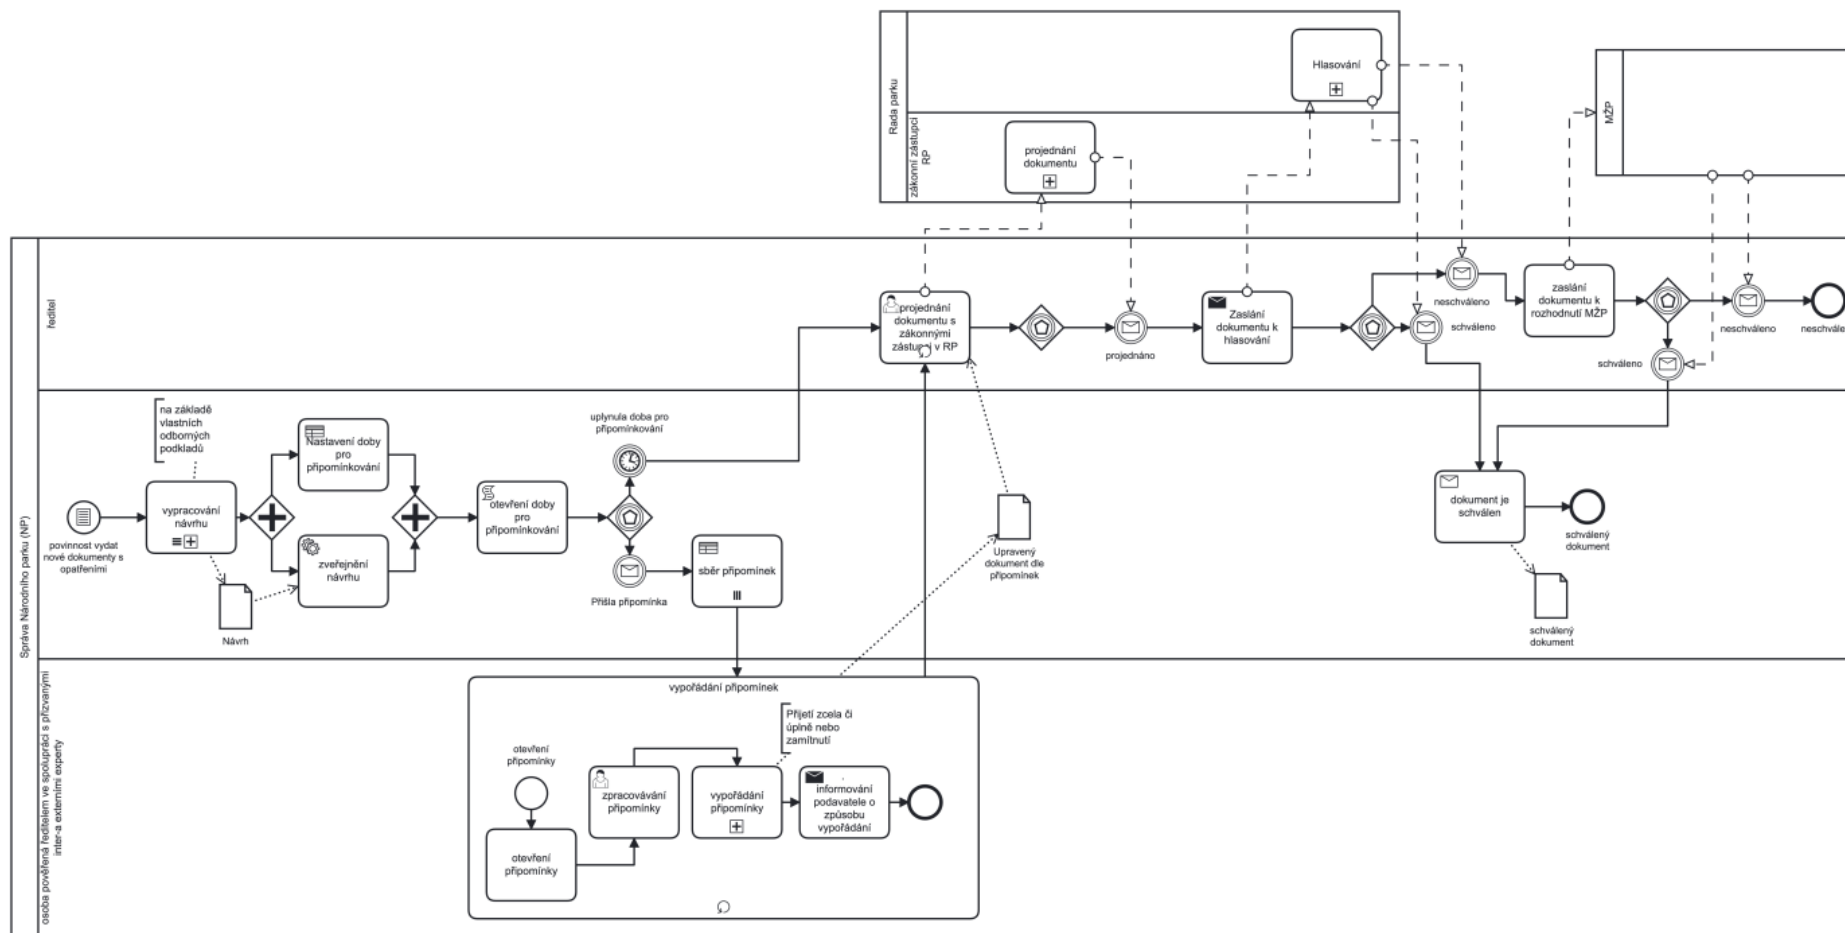 Rada parku
zákonní zástupci
RP
Hlasování
projednání
dokumentu
MŽP
Správa Národního parku (NP)
ředitel
projednání
dokumentu s
zákonnými
zástupci v RP
projednáno
Zaslání
dokumentu k
hlasování
neschváleno
schváleno
zaslání
dokumentu k
rozhodnutí MŽP
schváleno
neschváleno
neschvále
na základě
vlastních
odborných
podkladů
povinnost vydat
nové dokumenty s
opatřeními
vypracování
návrhu
Návrh
Nastavení doby
pro
připomínkování
zveřejnění
návrhu
otevření doby
pro
připomínkování
uplynula doba pro
připomínkování
Přišla připomínka
sběr připomínek
Upravený
dokument dle
připomínek
dokument je
schválen
schválený
dokument
schválený
dokument
osoba pověřená ředitelem ve spolupráci s přizvanými
inter-a externími experty
vypořádání připomínek
otevření
připomínky
otevření
připomínky
zpracovávání
připomínky
Přijetí zcela či
úplně nebo
zamítnutí
vypořádání
připomínky
informování
podavatele o
způsobu
vypořádání